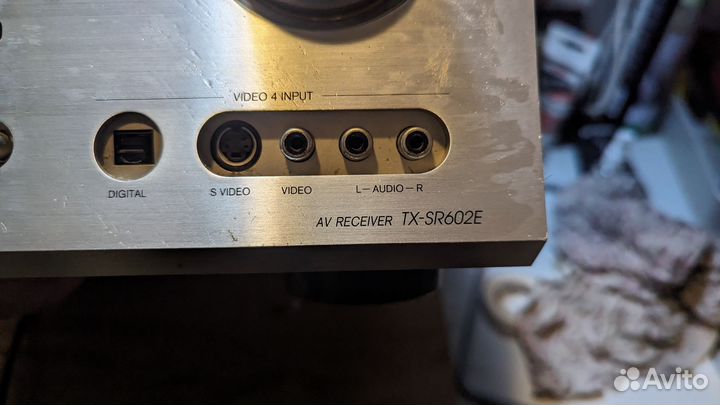 VIDEO 4 INPUT
DIGITAL
S VIDEO VIDEO L–AUDIO–R
AV RECEIVER TX-SR602E
Avito